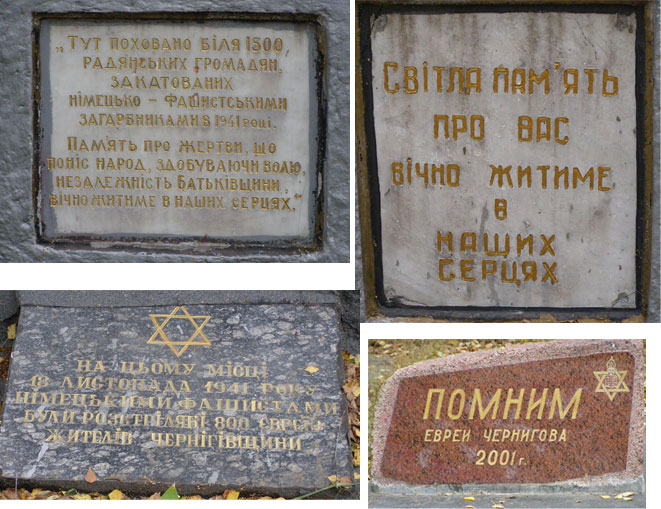 „Тут поховано біля 1500,
радянських громадян,
закатованих
німецько – фашистськими
загарбниками в 1941 році.
Пам'ять про жертви, що
поніс народ, здобуваючи волю,
незалежність Батьківщини,
вічно житиме в наших серцях."
Світла пам'ять
про вас
вічно житиме
в
наших
серцях
На цьому місці
18 листопада 1941 року
німецькими фашистами
були розстріляні 800 євреїв
жителів Чернігівщини
ПОМНИМ
ЕВРЕИ ЧЕРНИГОВА
2001 г.